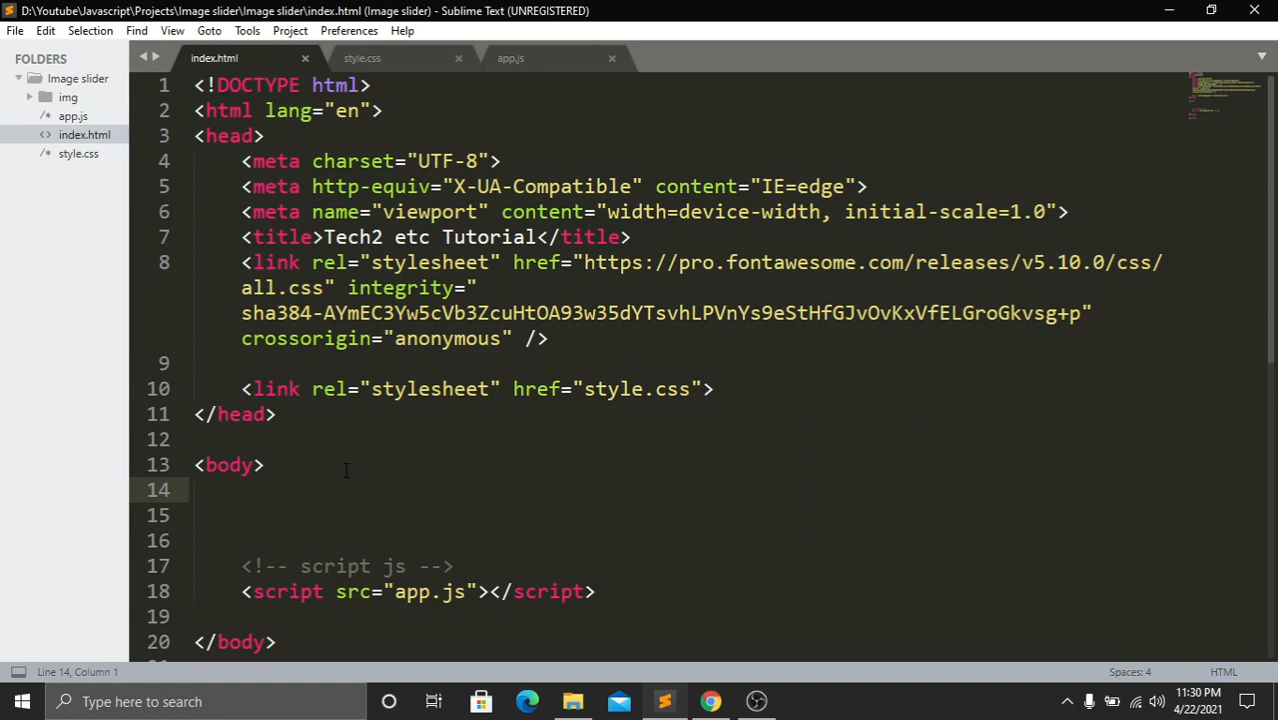 D:\Youtube\Javascript\Projects\Image slider\Image slider\index.html (Image slider) - Sublime Text (UNREGISTERED)
File Edit Selection Find View Goto Tools Project Preferences Help
FOLDERS
Image slider
img
app.js
index.html
style.css
index.html style.css app.js
1 <!DOCTYPE html>
2 <html lang="en">
3 <head>
4 <meta charset="UTF-8">
5 <meta http-equiv="X-UA-Compatible" content="IE=edge">
6 <meta name="viewport" content="width=device-width, initial-scale=1.0">
7 <title>Tech2 etc Tutorial</title>
8 <link rel="stylesheet" href="https://pro.fontawesome.com/releases/v5.10.0/css/
all.css" integrity="
sha384-AYmEC3Yw5cVb3ZcuHtOA93w35dYTsvhLPVnYs9eStHfGJvOvKxVfELGroGkvsg+p"
crossorigin="anonymous" />
9
10 <link rel="stylesheet" href="style.css">
11 </head>
12
13 <body>
14
15
16
17 <!-- script js -->
18 <script src="app.js"></script>
19
20 </body>
Line 14, Column 1 Spaces: 4 HTML
Type here to search
11:30 PM
4/22/2021